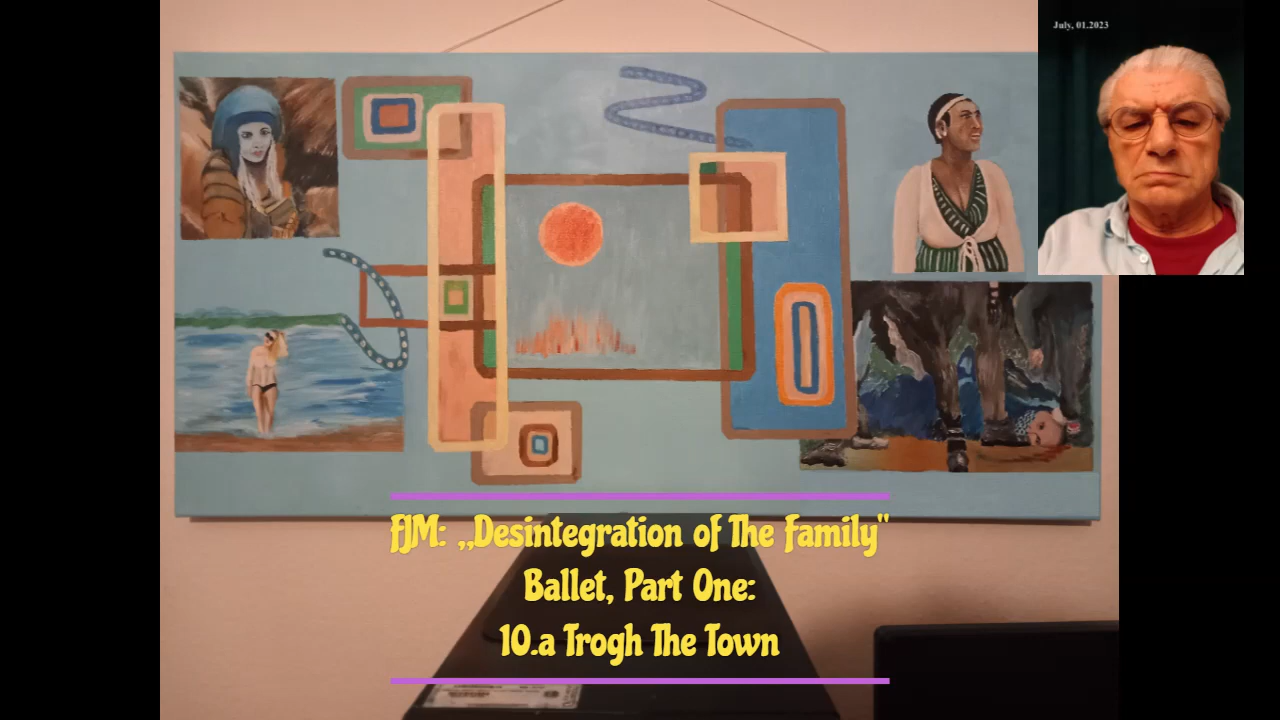 July, 01.2023
FJM: ,,Desintegration of The Family"
Ballet, Part One:
10.a Trogh The Town